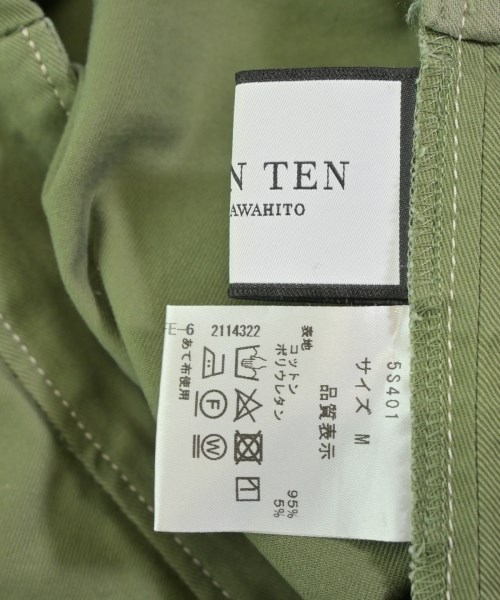 N TEN
AWAHITO
5S401
サイズ M
品質表示
表地
コットン 95%
ポリウレタン 5%
2114322
E-6
あて布使用
F
W